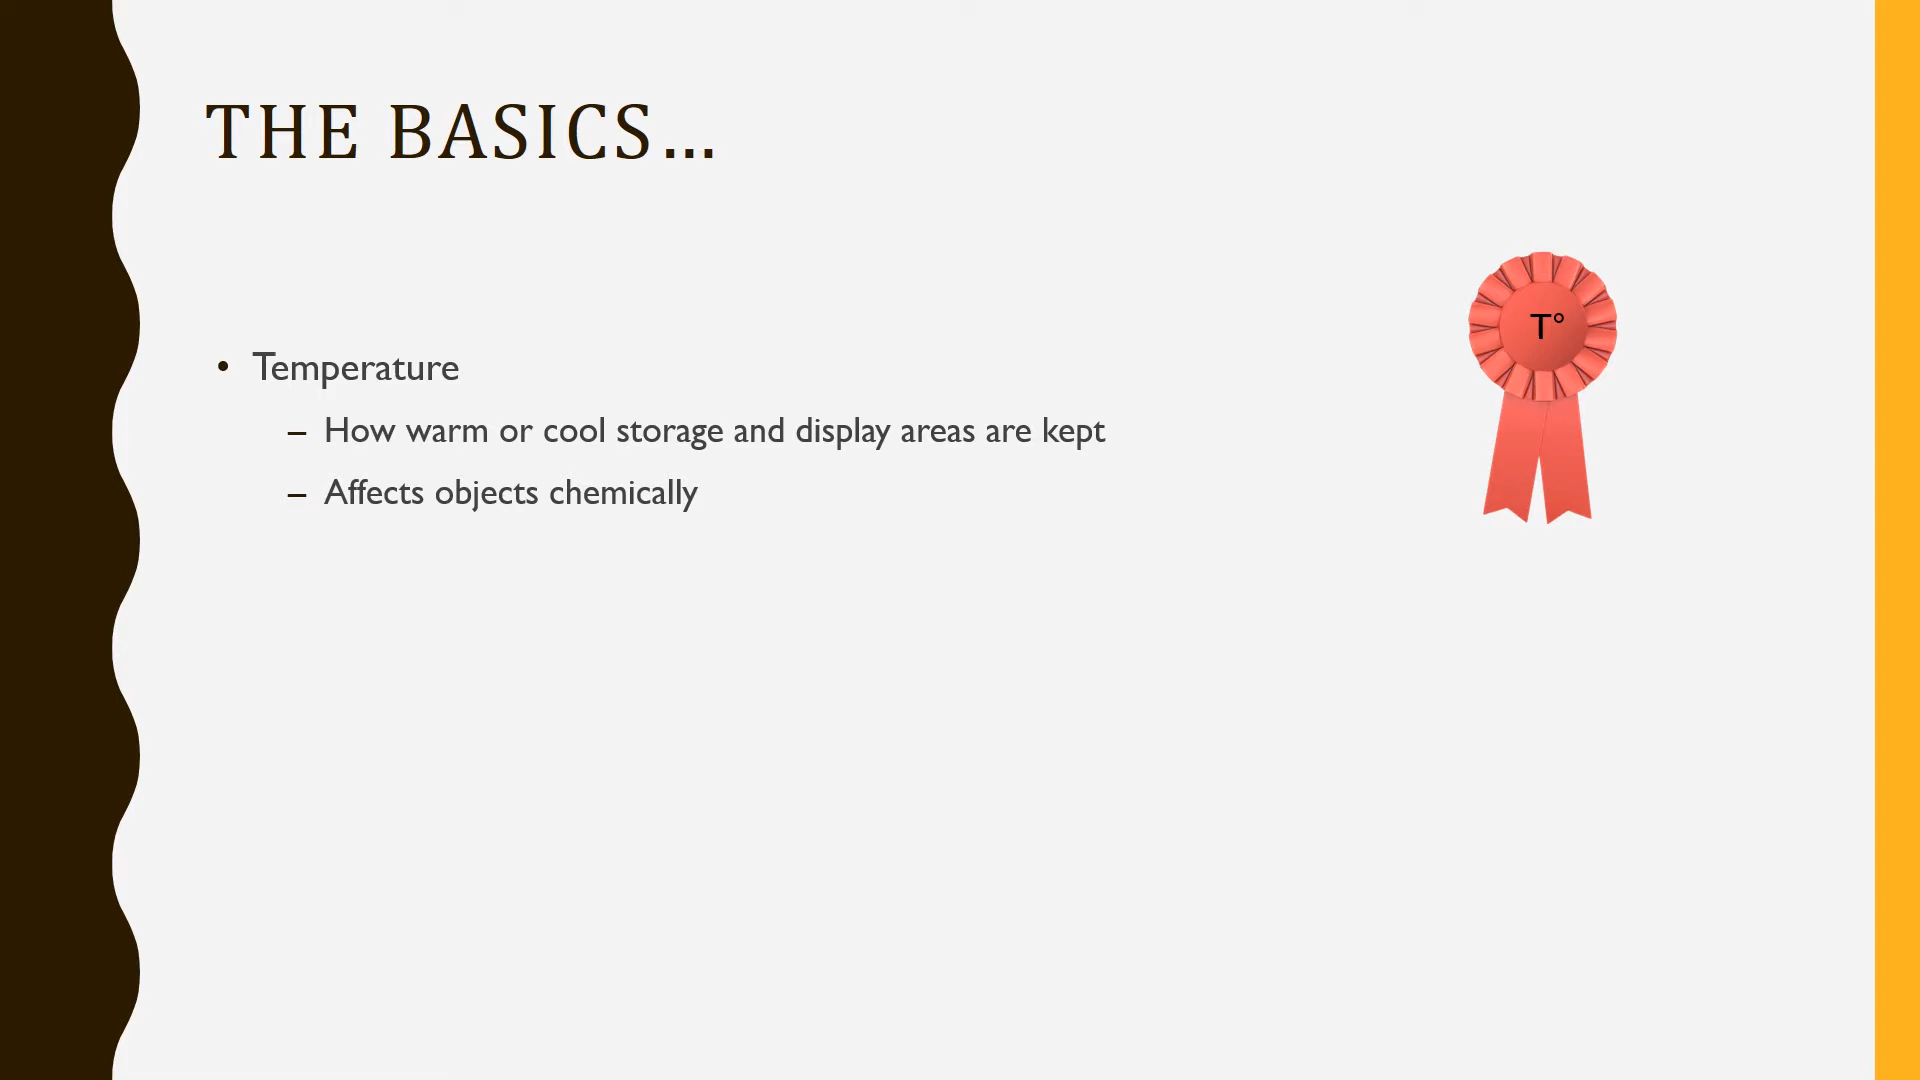 THE BASICS…
T°
• Temperature
– How warm or cool storage and display areas are kept
– Affects objects chemically